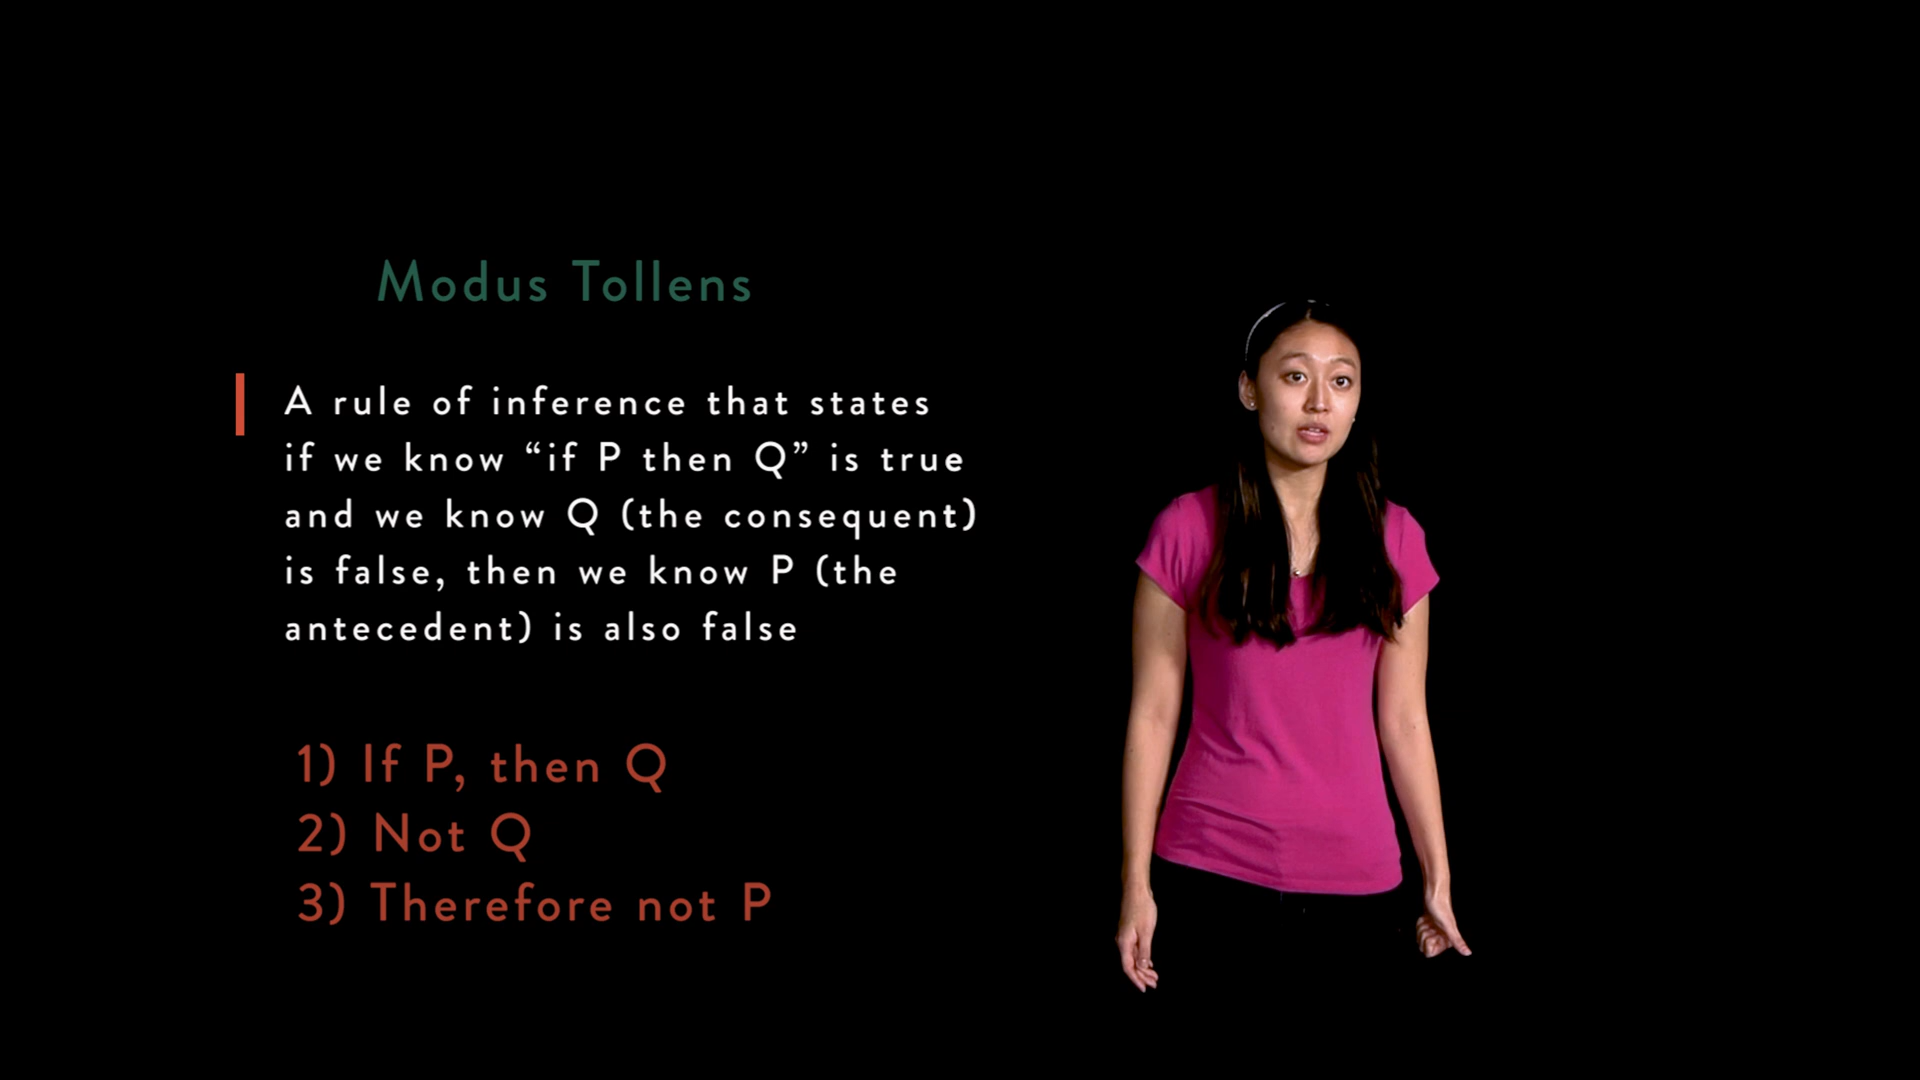 Modus Tollens
A rule of inference that states
if we know “if P then Q” is true
and we know Q (the consequent)
is false, then we know P (the
antecedent) is also false
1) If P, then Q
2) Not Q
3) Therefore not P